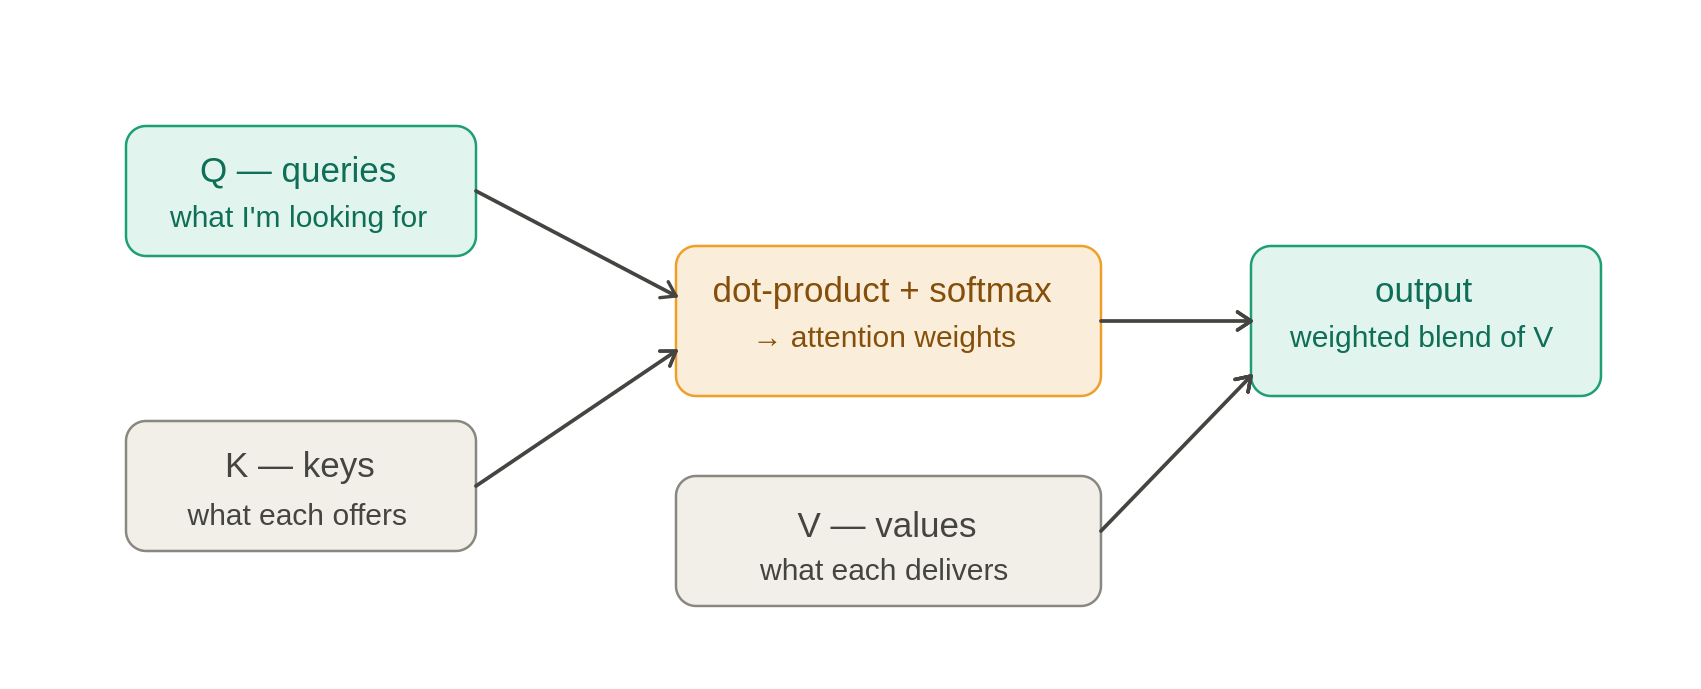 Q — queries
what I'm looking for
dot-product + softmax
→ attention weights
output
weighted blend of V
K — keys
what each offers
V — values
what each delivers